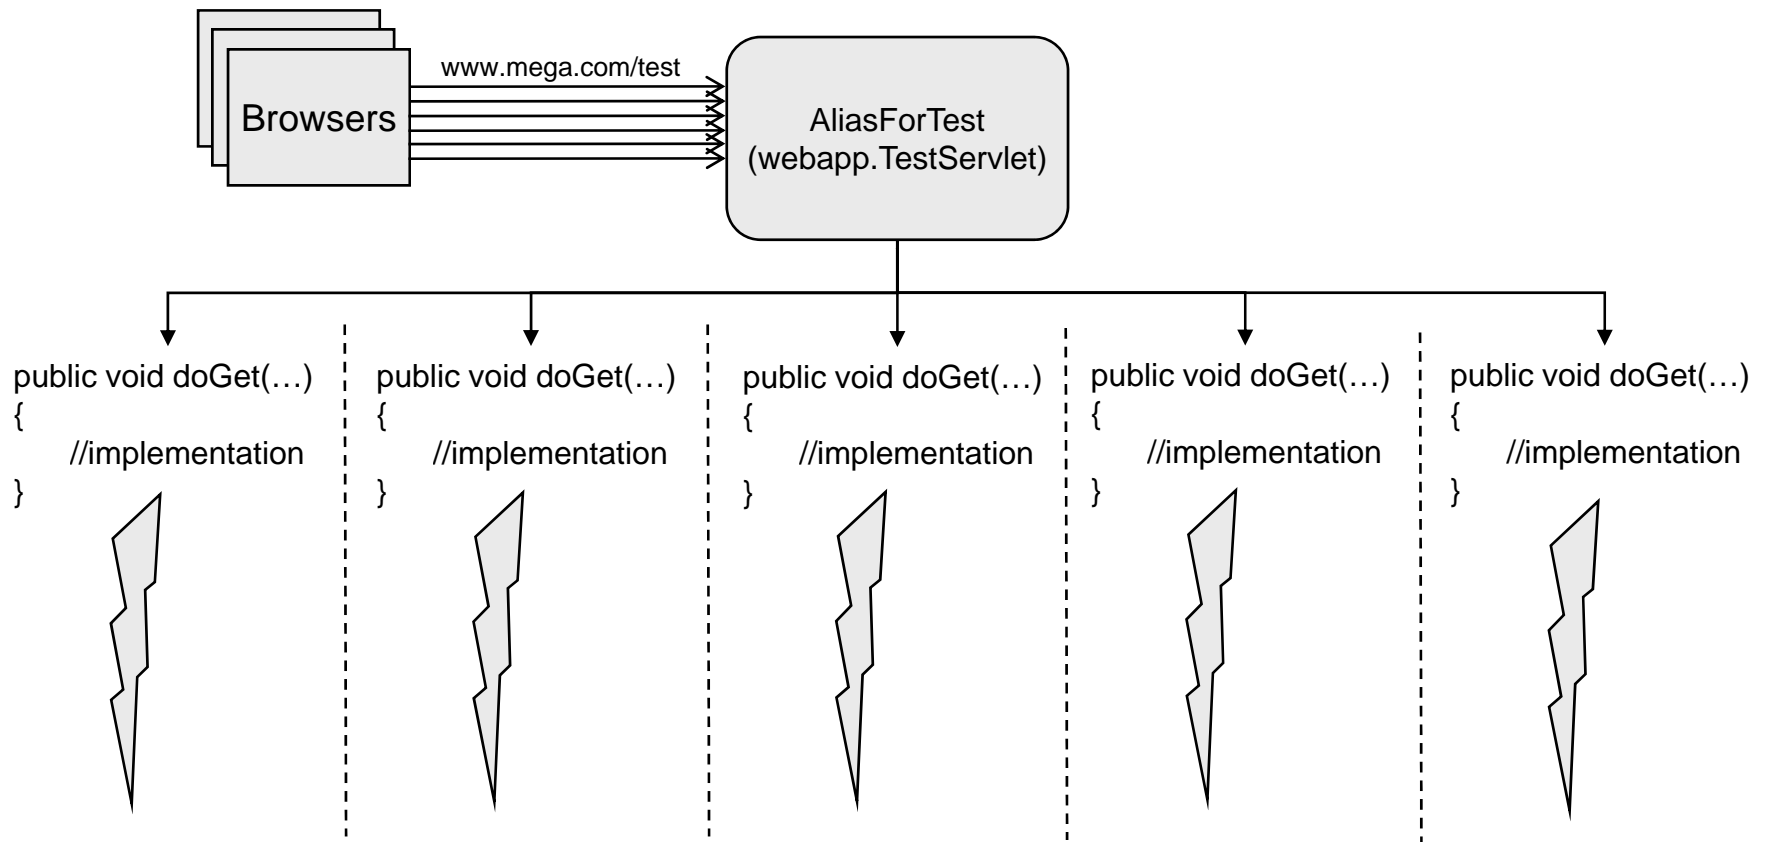 www.mega.com/test
Browsers
AliasForTest
(webapp.TestServlet)
public void doGet(…)
{
//implementation
}
public void doGet(…)
{
//implementation
}
public void doGet(…)
{
//implementation
}
public void doGet(…)
{
//implementation
}
public void doGet(…)
{
//implementation
}